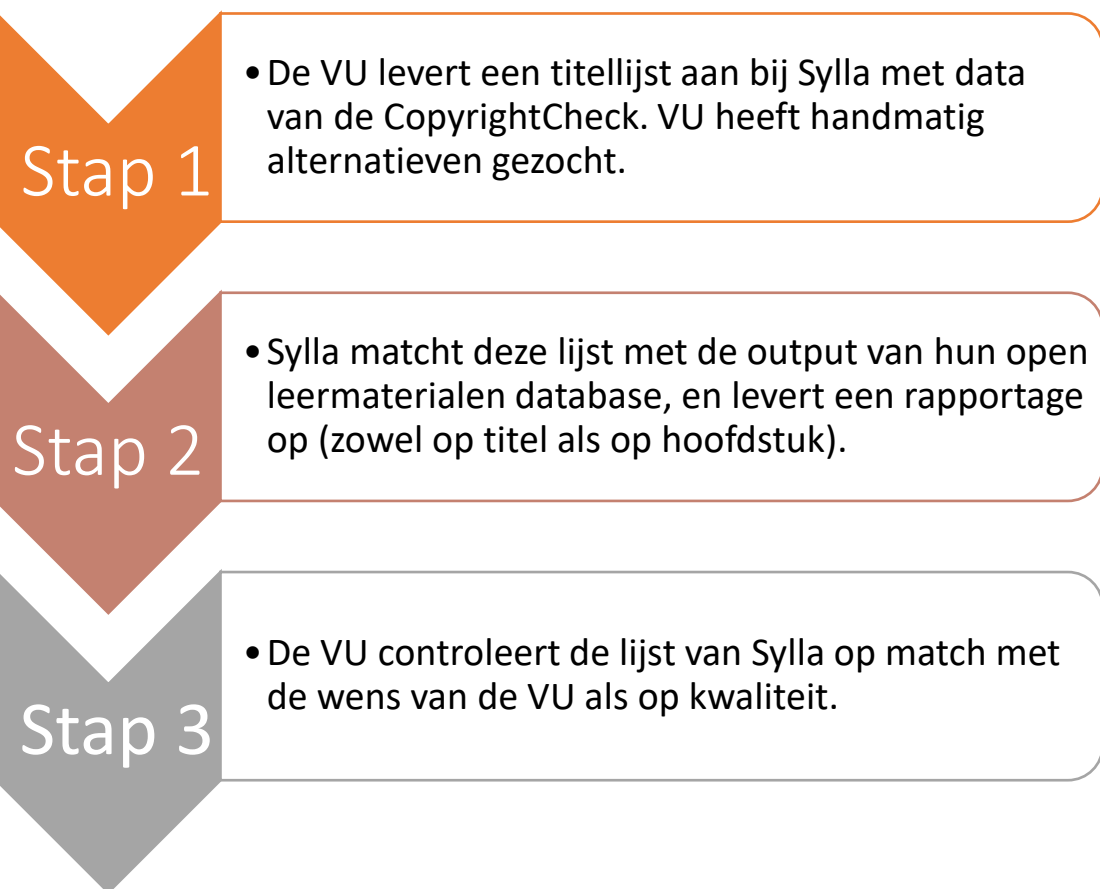 Stap 1
•De VU levert een titellijst aan bij Sylla met data
van de CopyrightCheck. VU heeft handmatig
alternatieven gezocht.
Stap 2
•Sylla matcht deze lijst met de output van hun open
leermaterialen database, en levert een rapportage
op (zowel op titel als op hoofdstuk).
Stap 3
•De VU controleert de lijst van Sylla op match met
de wens van de VU als op kwaliteit.